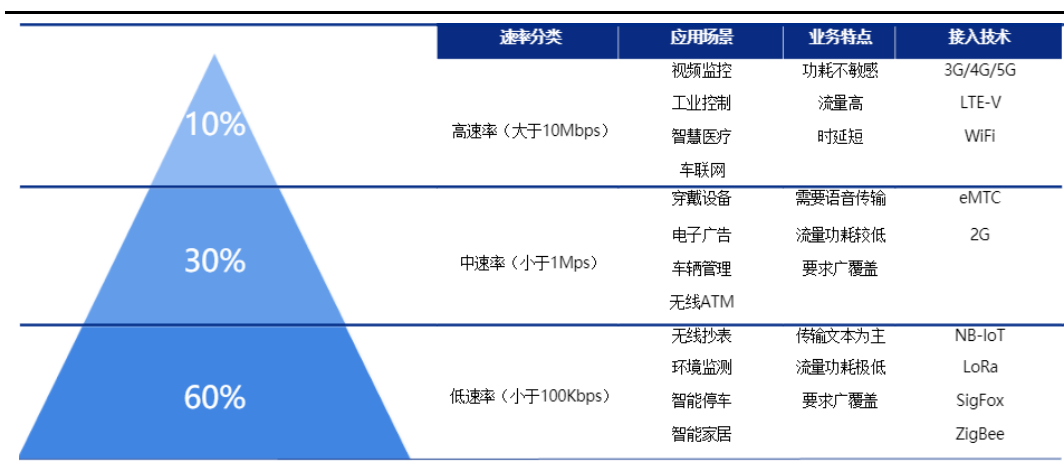 速率分类 应用场景 业务特点 接入技术
10%
高速率（大于10Mbps）
视频监控 功耗不敏感 3G/4G/5G
工业控制 流量高 LTE-V
智慧医疗 时延短 WiFi
车联网
30%
中速率（小于1Mps）
穿戴设备 需要语音传输 eMTC
电子广告 流量功耗较低 2G
车辆管理 要求广覆盖
无线ATM
60%
低速率（小于100Kbps）
无线抄表 传输文本为主 NB-IoT
环境监测 流量功耗极低 LoRa
智能停车 要求广覆盖 SigFox
智能家居 ZigBee